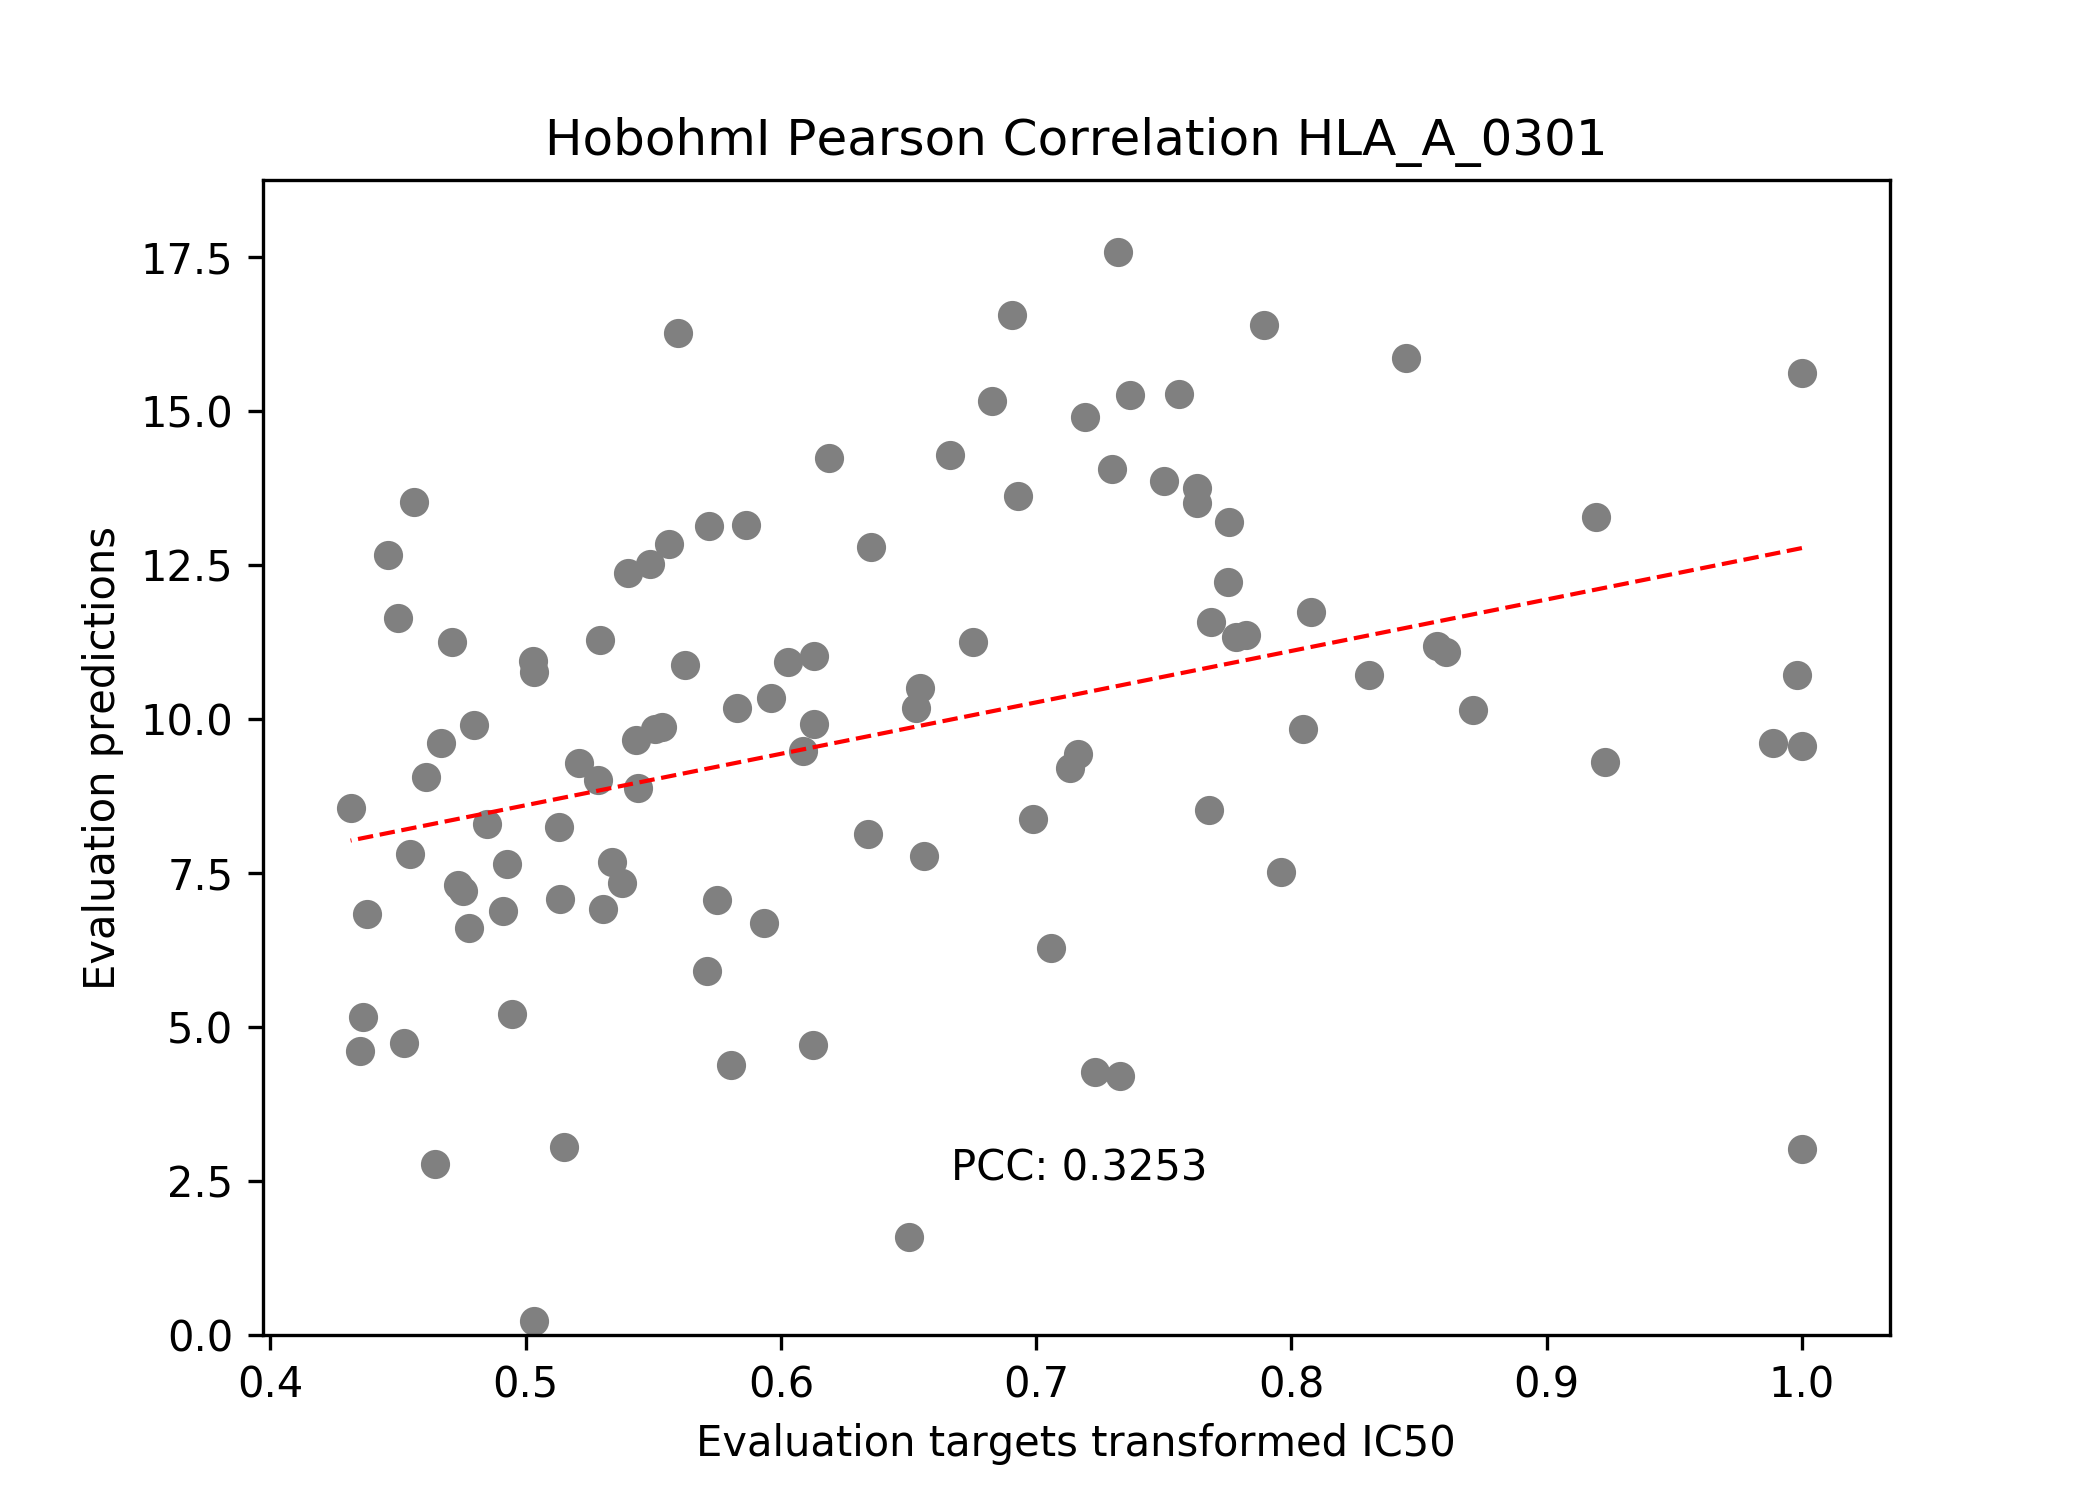 HobohmI Pearson Correlation HLA_A_0301
Evaluation predictions
17.5
15.0
12.5
10.0
7.5
5.0
2.5
0.0
PCC: 0.3253
0.4 0.5 0.6 0.7 0.8 0.9 1.0
Evaluation targets transformed IC50